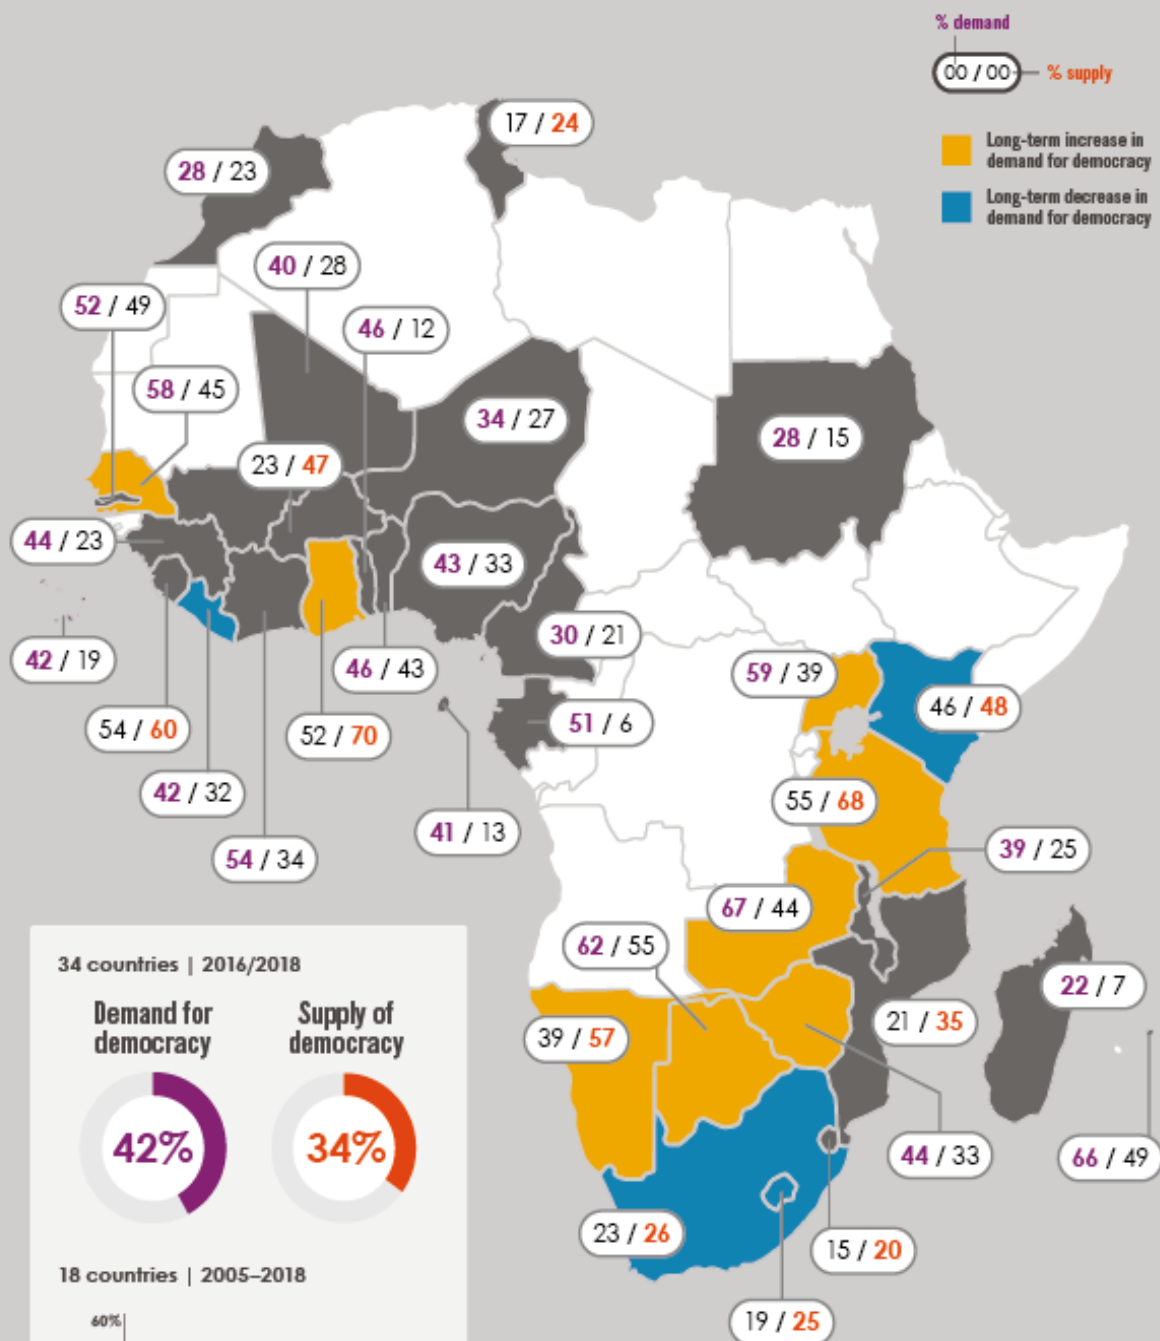 % demand
00 / 00
% supply
Long-term increase in
demand for democracy
Long-term decrease in
demand for democracy
17 / 24
28 / 23
40 / 28
52 / 49
46 / 12
58 / 45
34 / 27
28 / 15
23 / 47
44 / 23
43 / 33
30 / 21
42 / 19
46 / 43
59 / 39
46 / 48
54 / 60
52 / 70
51 / 6
42 / 32
55 / 68
41 / 13
54 / 34
39 / 25
67 / 44
62 / 55
22 / 7
39 / 57
21 / 35
44 / 33
66 / 49
23 / 26
15 / 20
19 / 25
34 countries | 2016/2018
Demand for
democracy
Supply of
democracy
42%
34%
18 countries | 2005–2018
60%